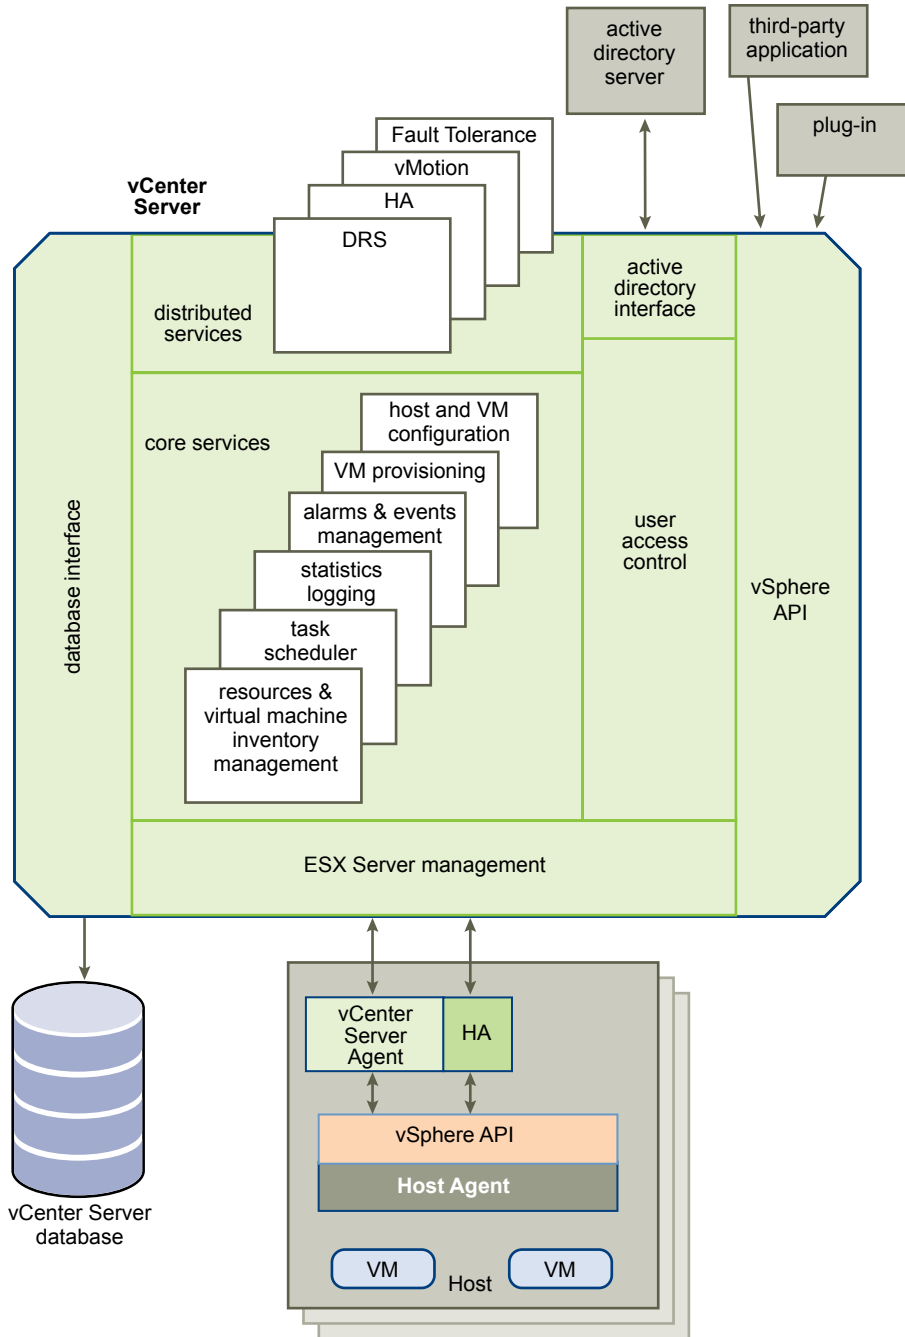 active
directory
server
third-party
application
plug-in
Fault Tolerance
vMotion
HA
DRS
vCenter
Server
distributed
services
active
directory
interface
core services
host and VM
configuration
VM provisioning
alarms & events
management
statistics
logging
task
scheduler
resources &
virtual machine
inventory
management
database interface
user
access
control
vSphere
API
ESX Server management
vCenter
Server
Agent
HA
vSphere API
Host Agent
VM
Host
VM
vCenter Server
database